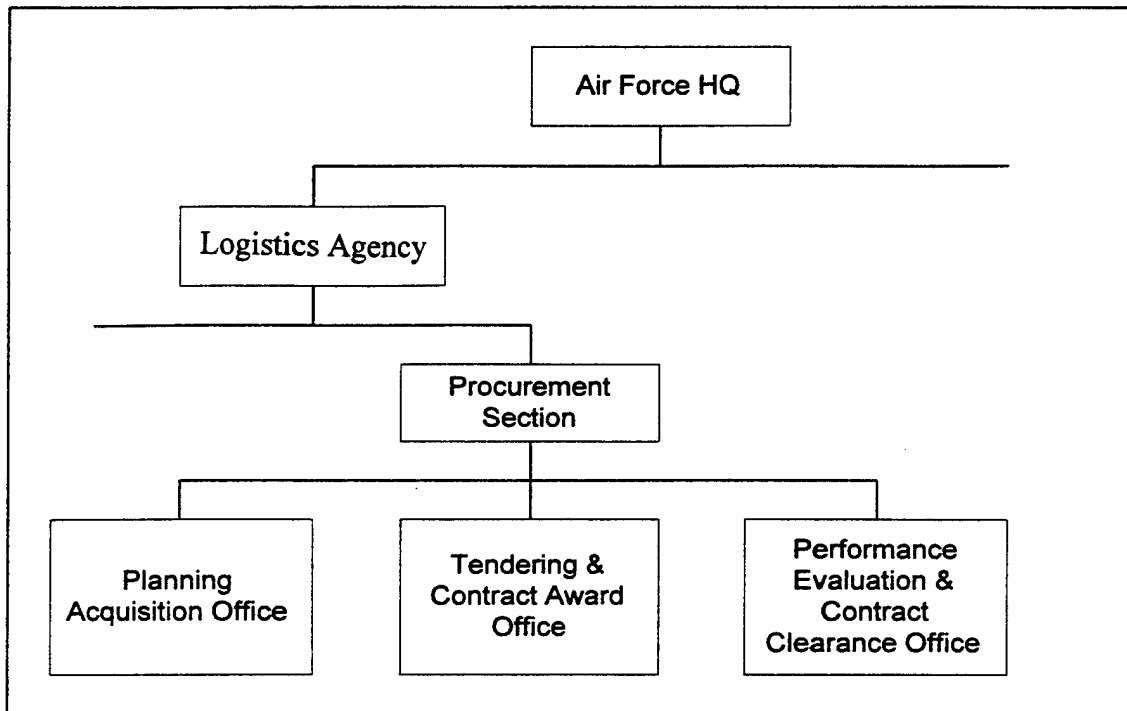 Air Force HQ
Logistics Agency
Procurement
Section
Planning
Acquisition Office
Tendering &
Contract Award
Office
Performance
Evaluation &
Contract
Clearance Office